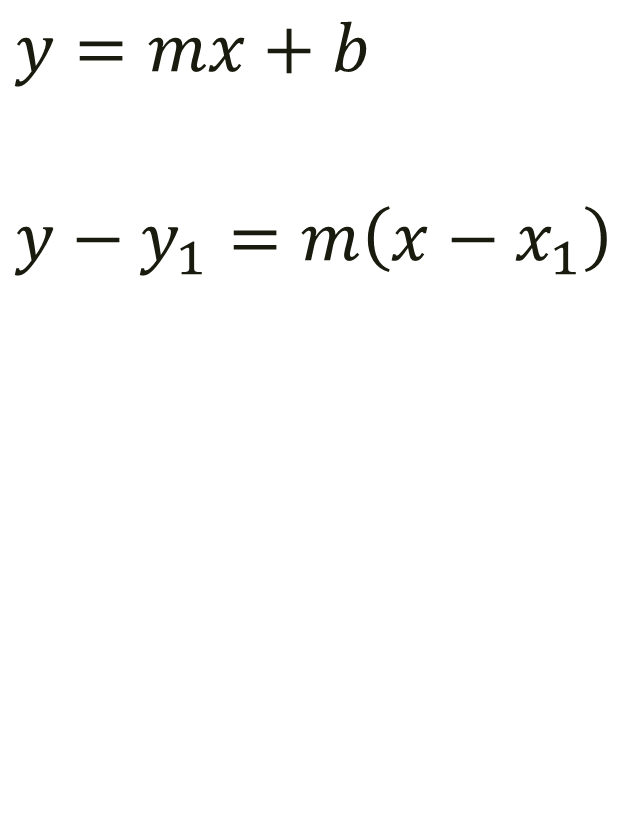 y = mx + b
y − y₁ = m(x − x₁)